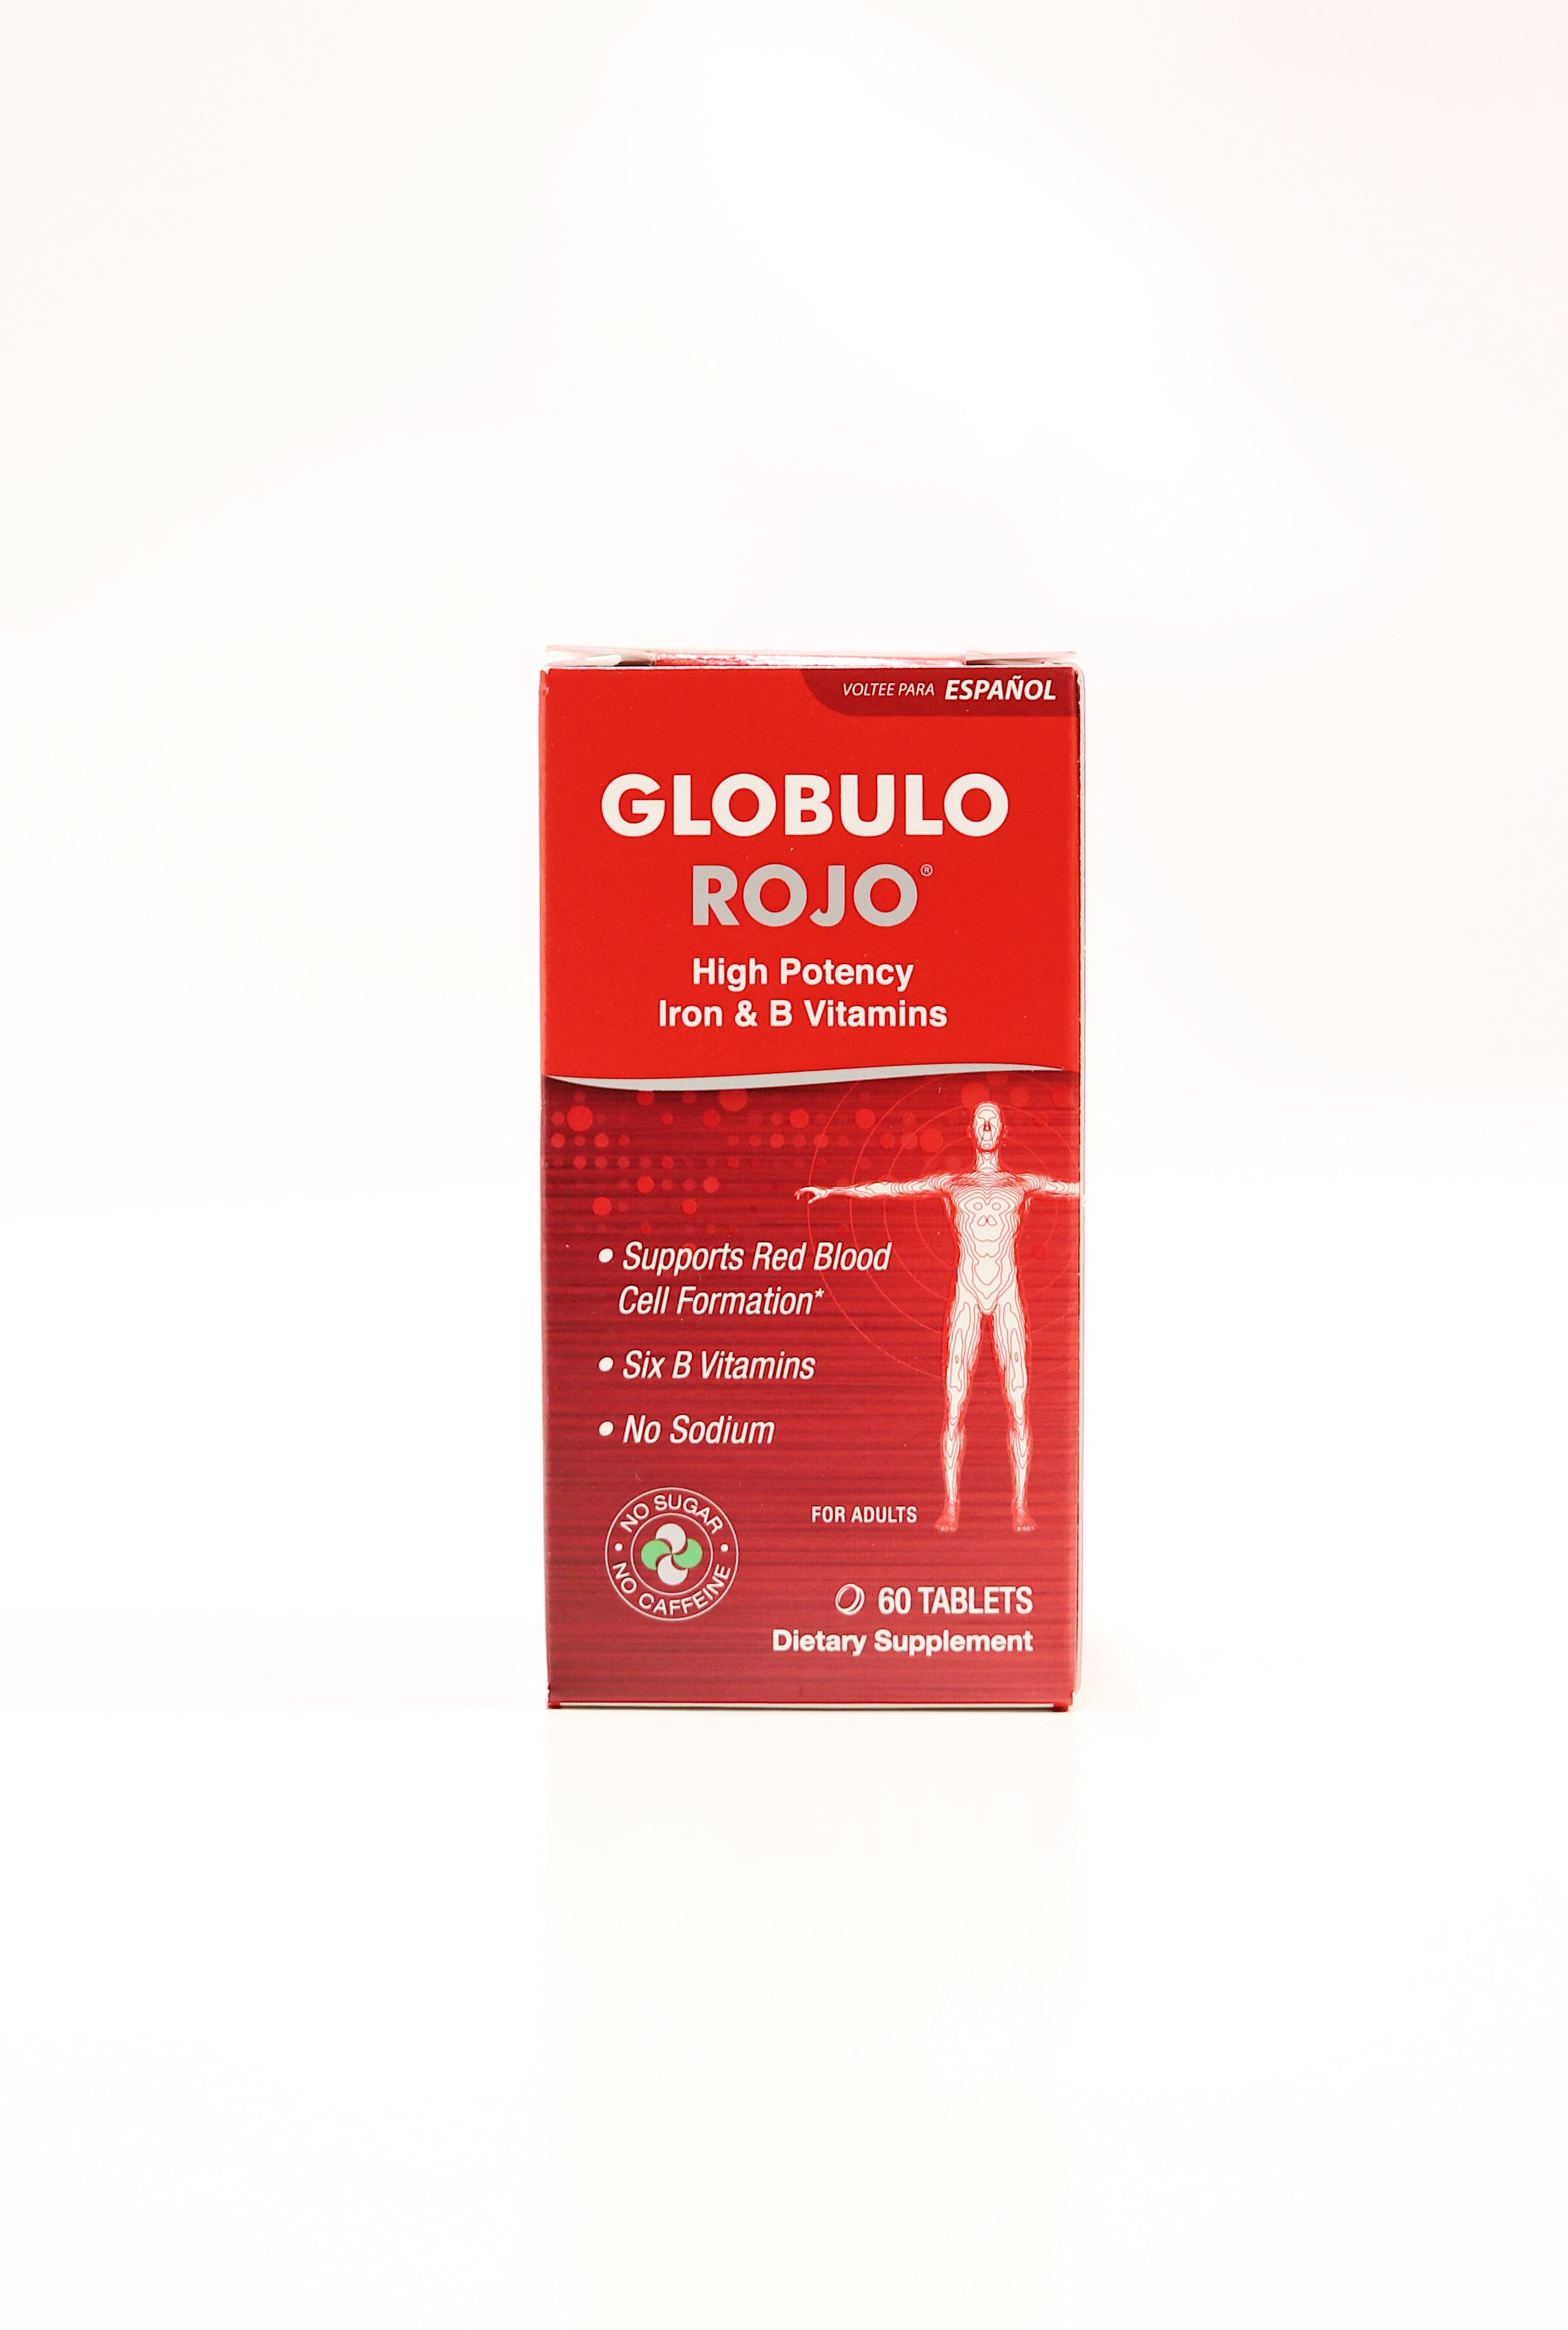 VOLTEE PARA ESPAÑOL
GLOBULO
ROJO®
High Potency
Iron & B Vitamins
• Supports Red Blood
Cell Formation*
• Six B Vitamins
• No Sodium
NO SUGAR
• NO CAFFEINE •
FOR ADULTS
60 TABLETS
Dietary Supplement